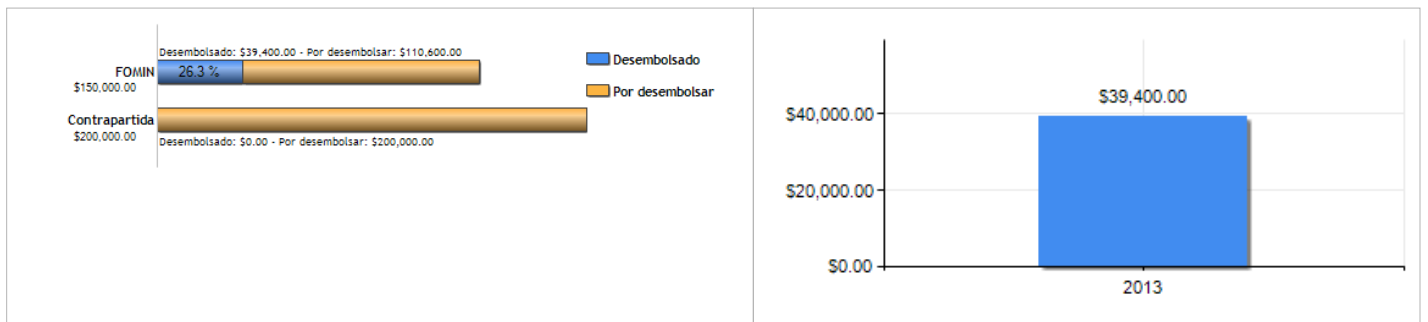 Desembolsado: $39,400.00 - Por desembolsar: $110,600.00
FOMIN
26.3 %
$150,000.00
Contrapartida
$200,000.00
Desembolsado: $0.00 - Por desembolsar: $200,000.00
Desembolsado
Por desembolsar
$39,400.00
$40,000.00
$20,000.00
$0.00
2013